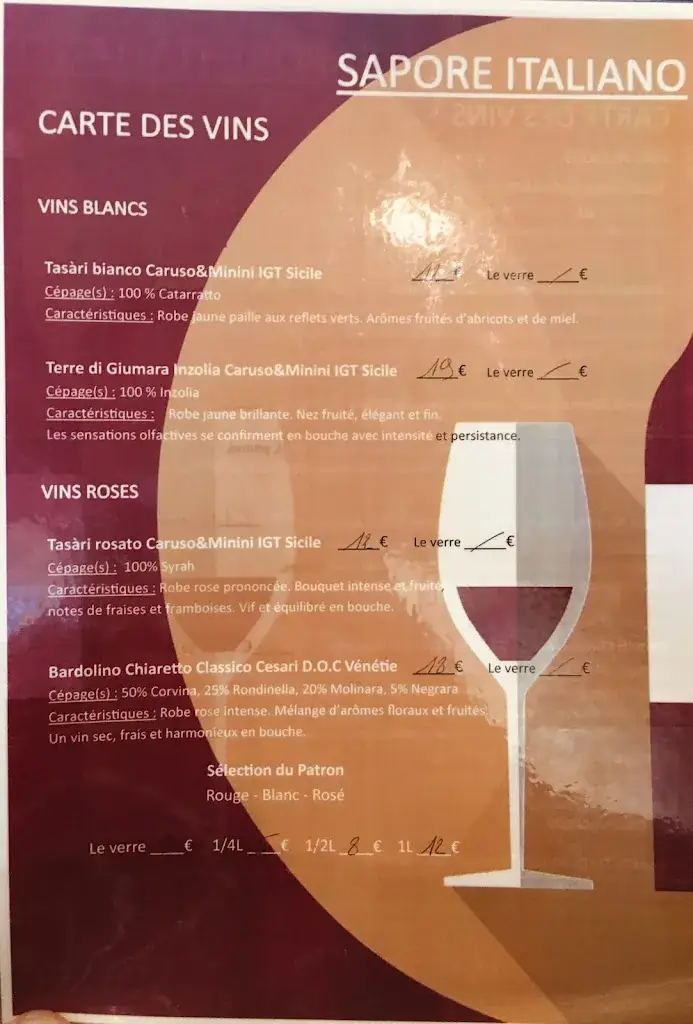 SAPORE ITALIANO
CARTE DES VINS
VINS BLANCS
Tasàri bianco Caruso&Minini IGT Sicile € Le verre / €
Cépage(s) : 100 % Catarratto
Caractéristiques : Robe jaune paille aux reflets verts. Arômes fruités d'abricots et de miel.
Terre di Giumara Inzolia Caruso&Minini IGT Sicile 19 € Le verre / €
Cépage(s) : 100 % Inzolia
Caractéristiques : Robe jaune brillante. Nez fruité, élégant et fin.
Les sensations olfactives se confirment en bouche avec intensité et persistance.
VINS ROSES
Tasàri rosato Caruso&Minini IGT Sicile € Le verre / €
Cépage(s) : 100% Syrah
Caractéristiques : Robe rose prononcée. Bouquet intense et fruité,
notes de fraises et framboises. Vif et équilibré en bouche.
Bardolino Chiaretto Classico Cesari D.O.C Vénétie € Le verre / €
Cépage(s) : 50% Corvina, 25% Rondinella, 20% Molinara, 5% Negrara
Caractéristiques : Robe rose intense. Mélange d'arômes floraux et fruités.
Un vin sec, frais et harmonieux en bouche.
Sélection du Patron
Rouge - Blanc - Rosé
Le verre ____€ 1/4L € 1/2L 8 € 1L 12 €